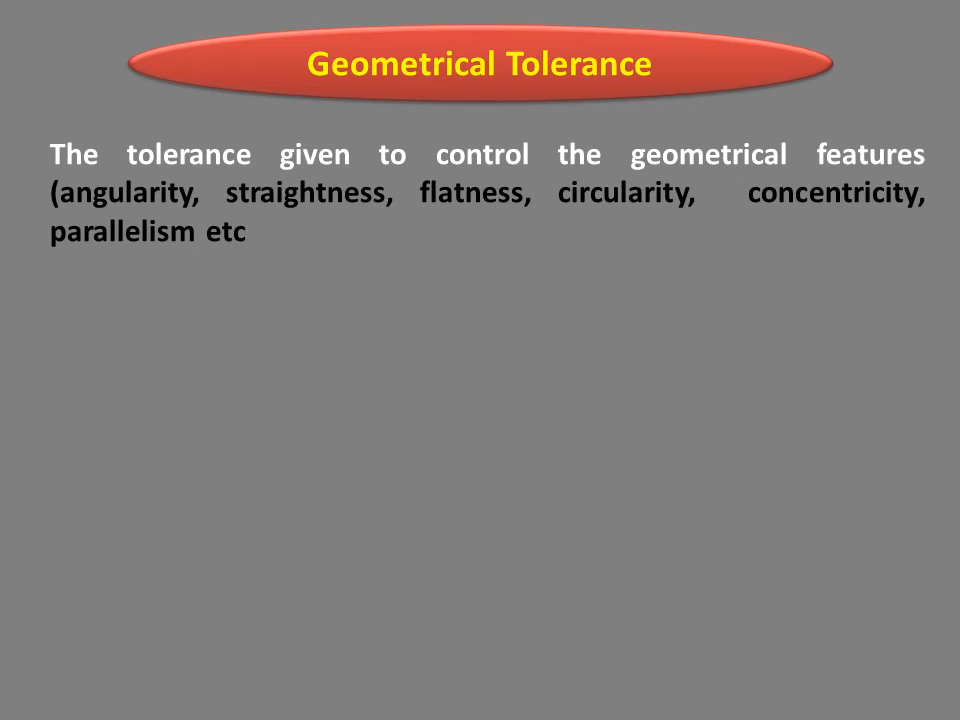 Geometrical Tolerance
The tolerance given to control the geometrical features
(angularity, straightness, flatness, circularity, concentricity,
parallelism etc